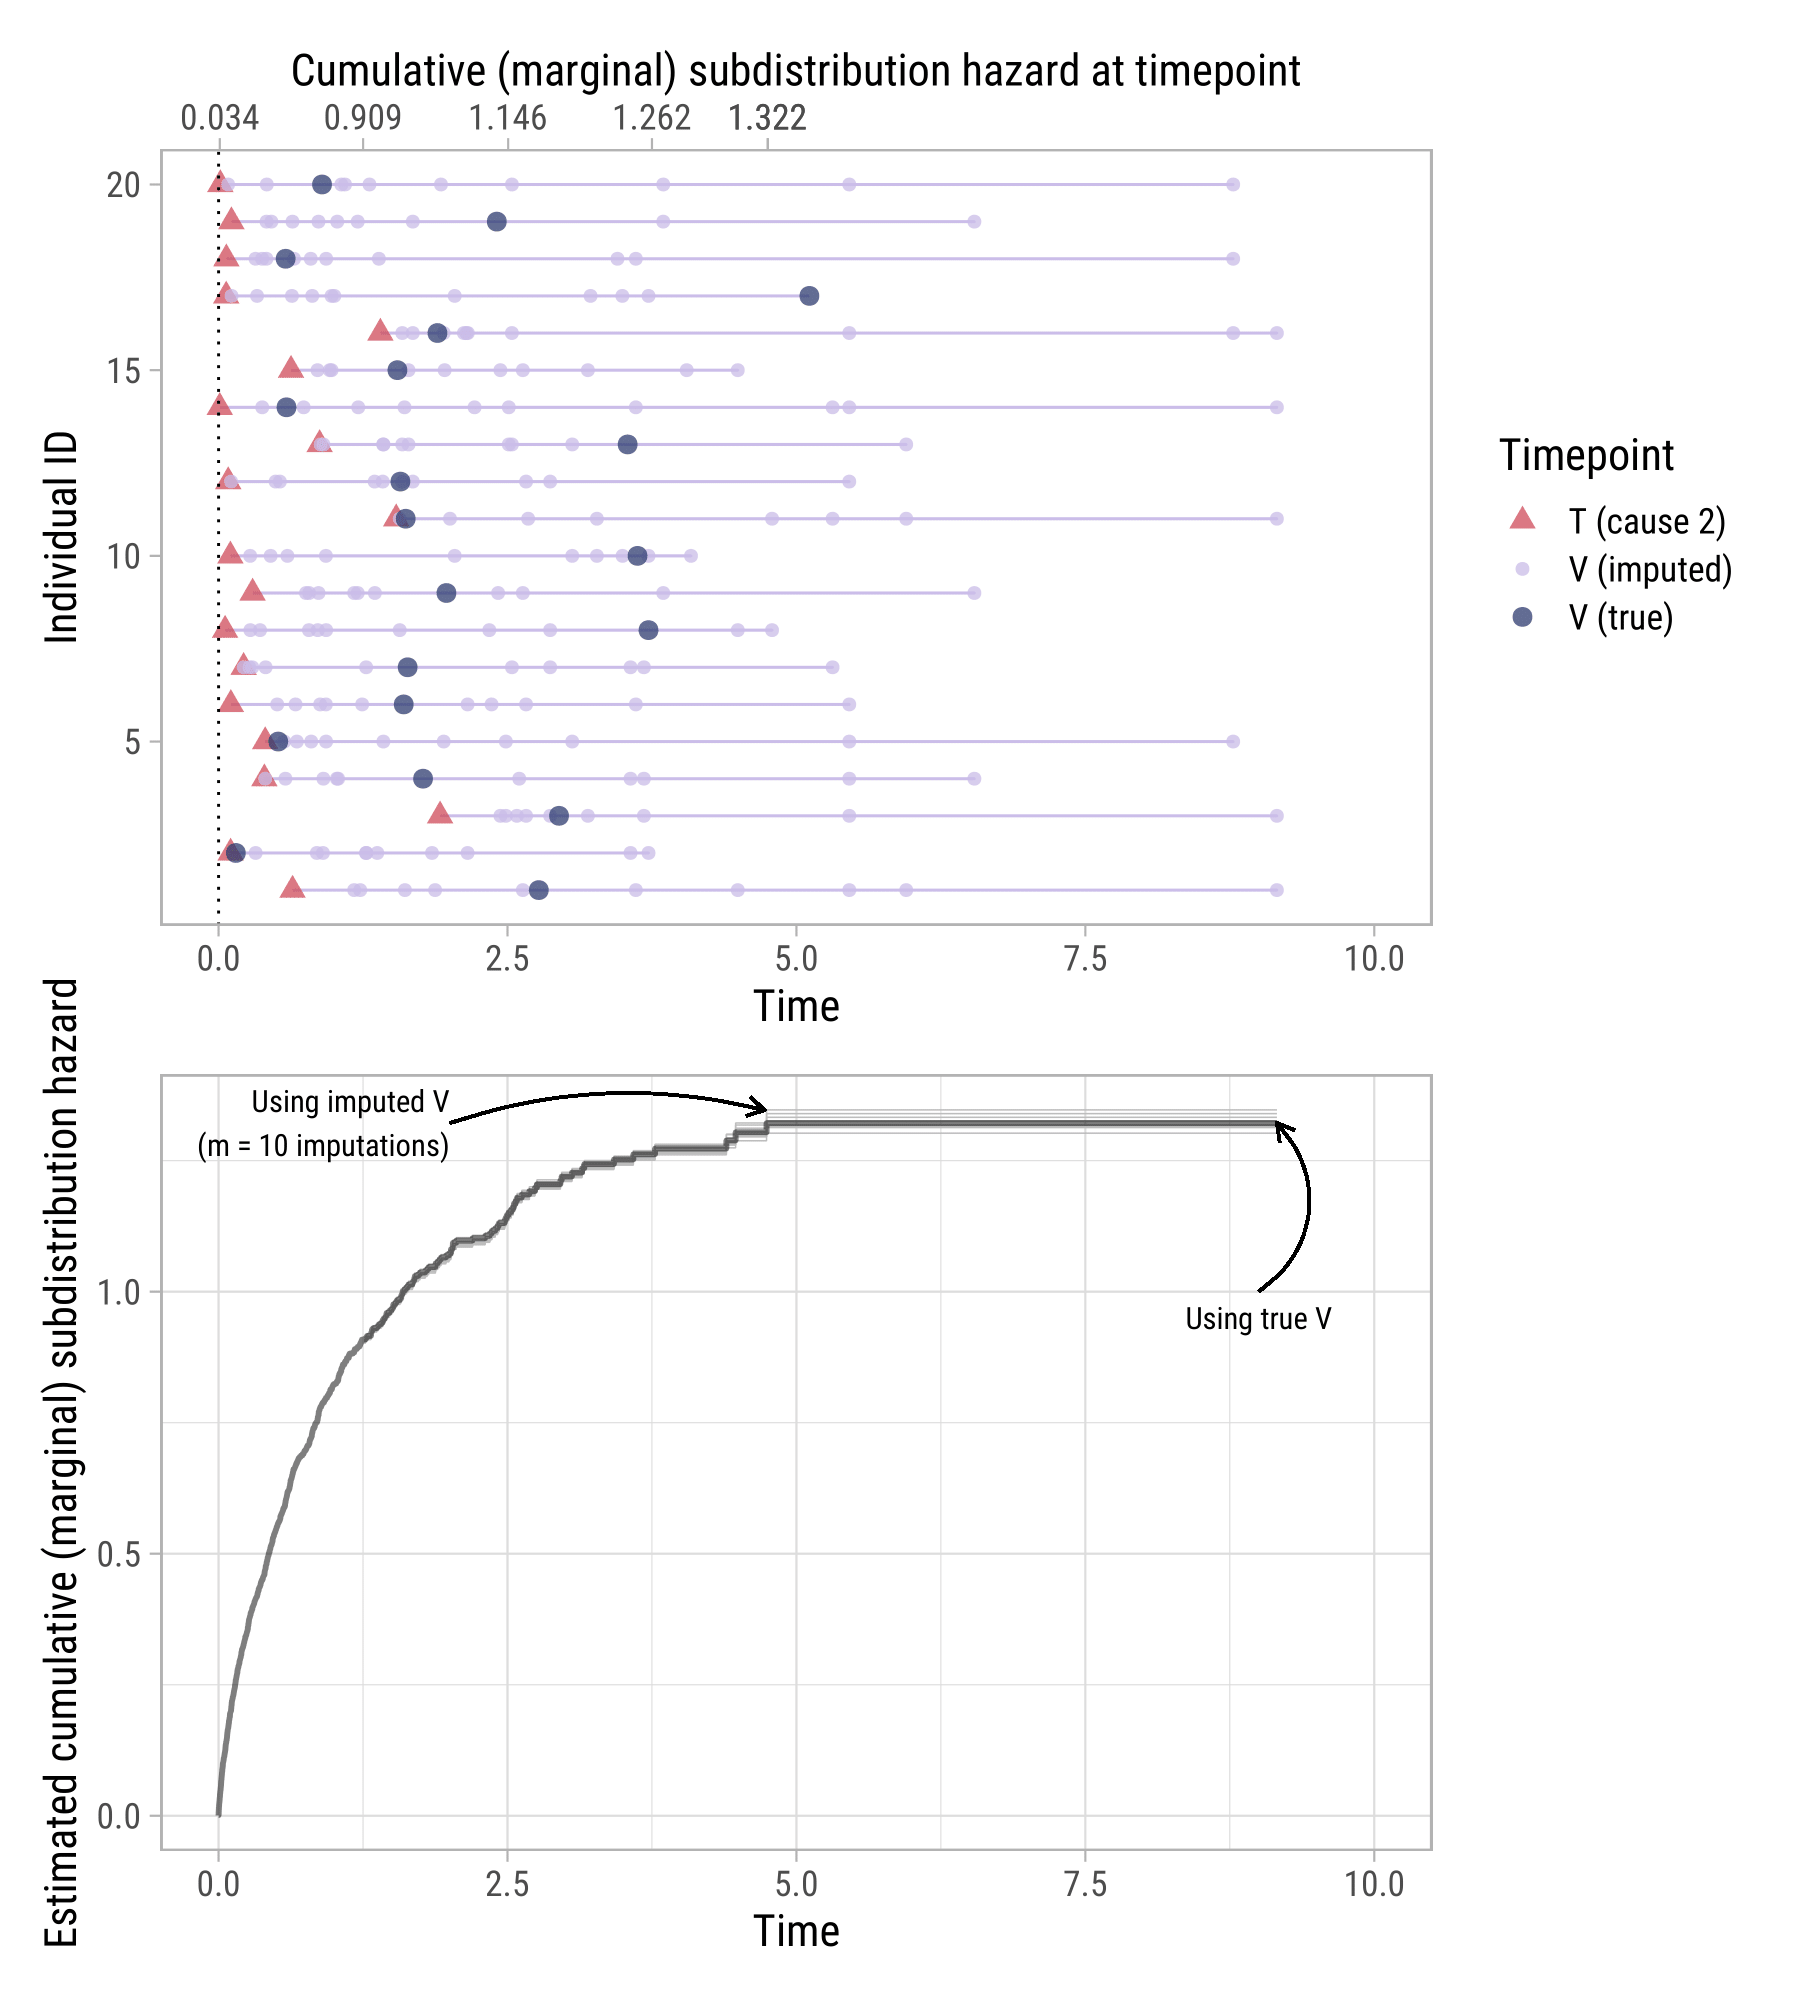 Cumulative (marginal) subdistribution hazard at timepoint
0.034 0.909 1.146 1.262 1.322
Individual ID
20
15
10
5
0.0 2.5 5.0 7.5 10.0
Time
Timepoint
T (cause 2)
V (imputed)
V (true)
Estimated cumulative (marginal) subdistribution hazard
Using imputed V
(m = 10 imputations)
Using true V
1.0
0.5
0.0
0.0 2.5 5.0 7.5 10.0
Time